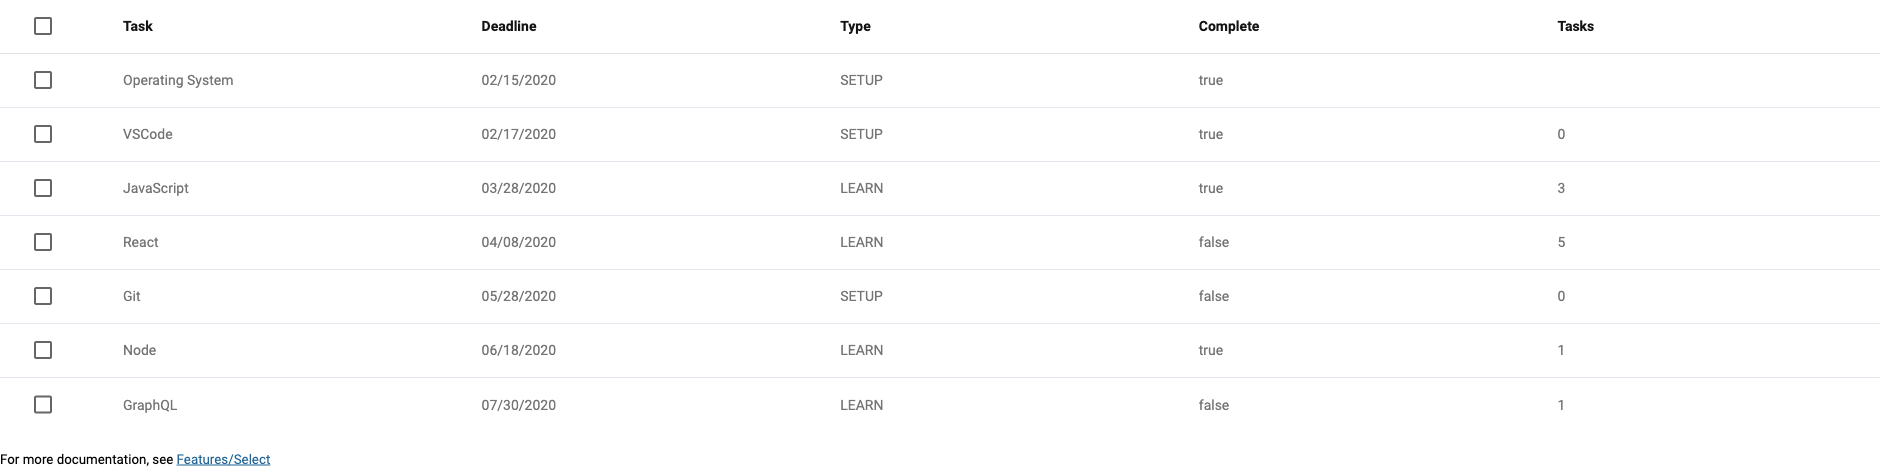 Task Deadline Type Complete Tasks
Operating System 02/15/2020 SETUP true
VSCode 02/17/2020 SETUP true 0
JavaScript 03/28/2020 LEARN true 3
React 04/08/2020 LEARN false 5
Git 05/28/2020 SETUP false 0
Node 06/18/2020 LEARN true 1
GraphQL 07/30/2020 LEARN false 1
For more documentation, see Features/Select